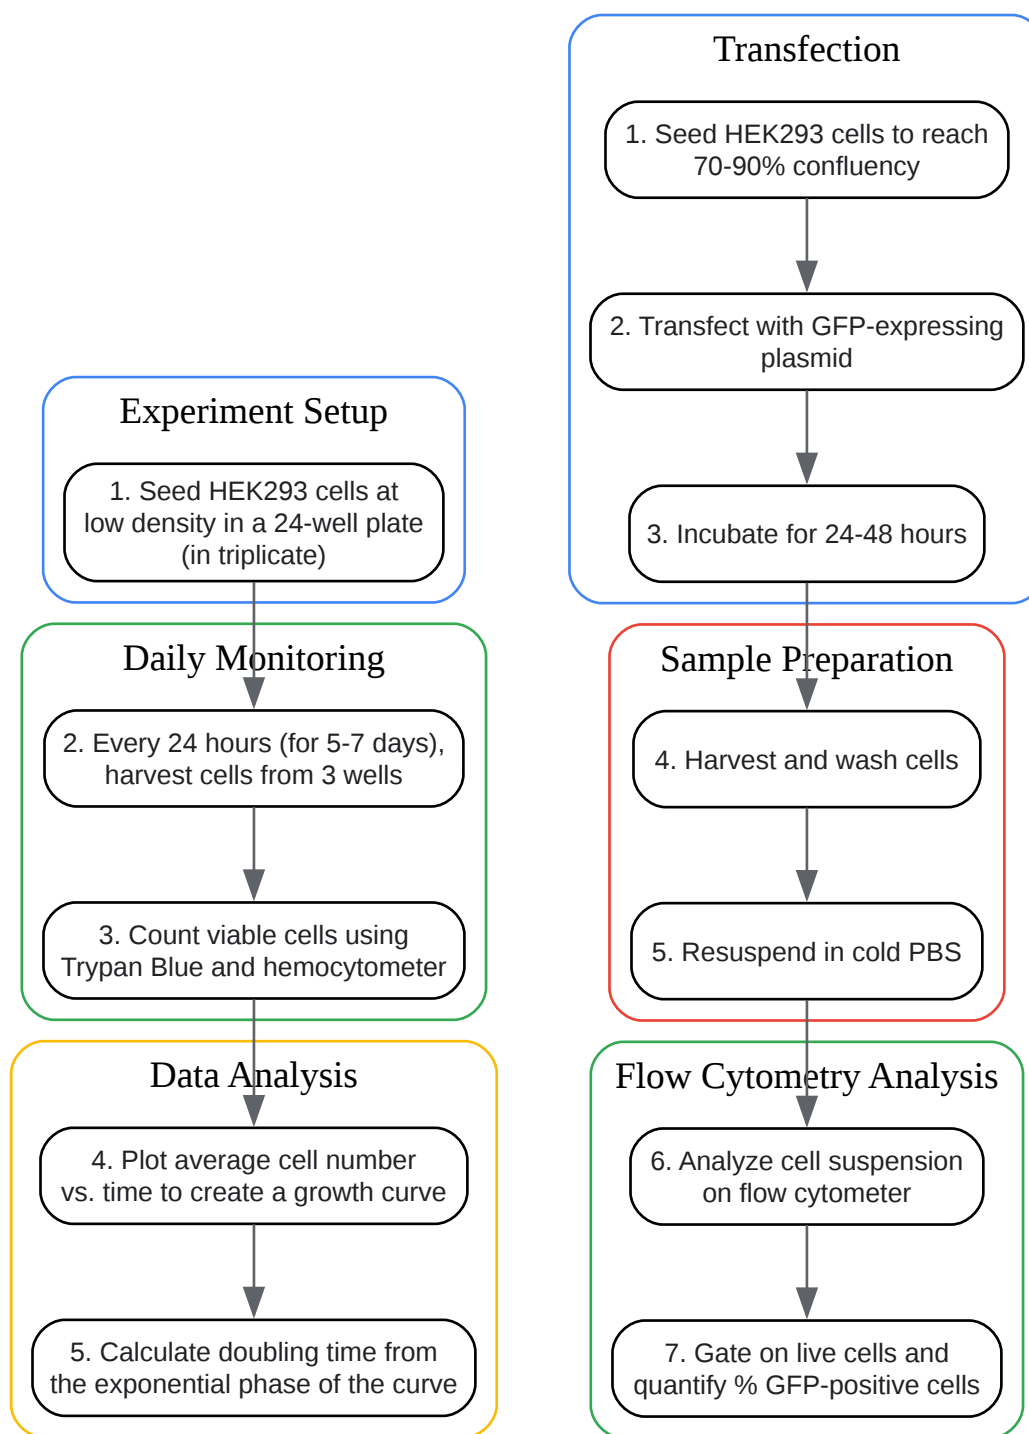 Experiment Setup
1. Seed HEK293 cells at
low density in a 24-well plate
(in triplicate)
Daily Monitoring
2. Every 24 hours (for 5-7 days),
harvest cells from 3 wells
3. Count viable cells using
Trypan Blue and hemocytometer
Data Analysis
4. Plot average cell number
vs. time to create a growth curve
5. Calculate doubling time from
the exponential phase of the curve
Transfection
1. Seed HEK293 cells to reach
70-90% confluency
2. Transfect with GFP-expressing
plasmid
3. Incubate for 24-48 hours
Sample Preparation
4. Harvest and wash cells
5. Resuspend in cold PBS
Flow Cytometry Analysis
6. Analyze cell suspension
on flow cytometer
7. Gate on live cells and
quantify % GFP-positive cells